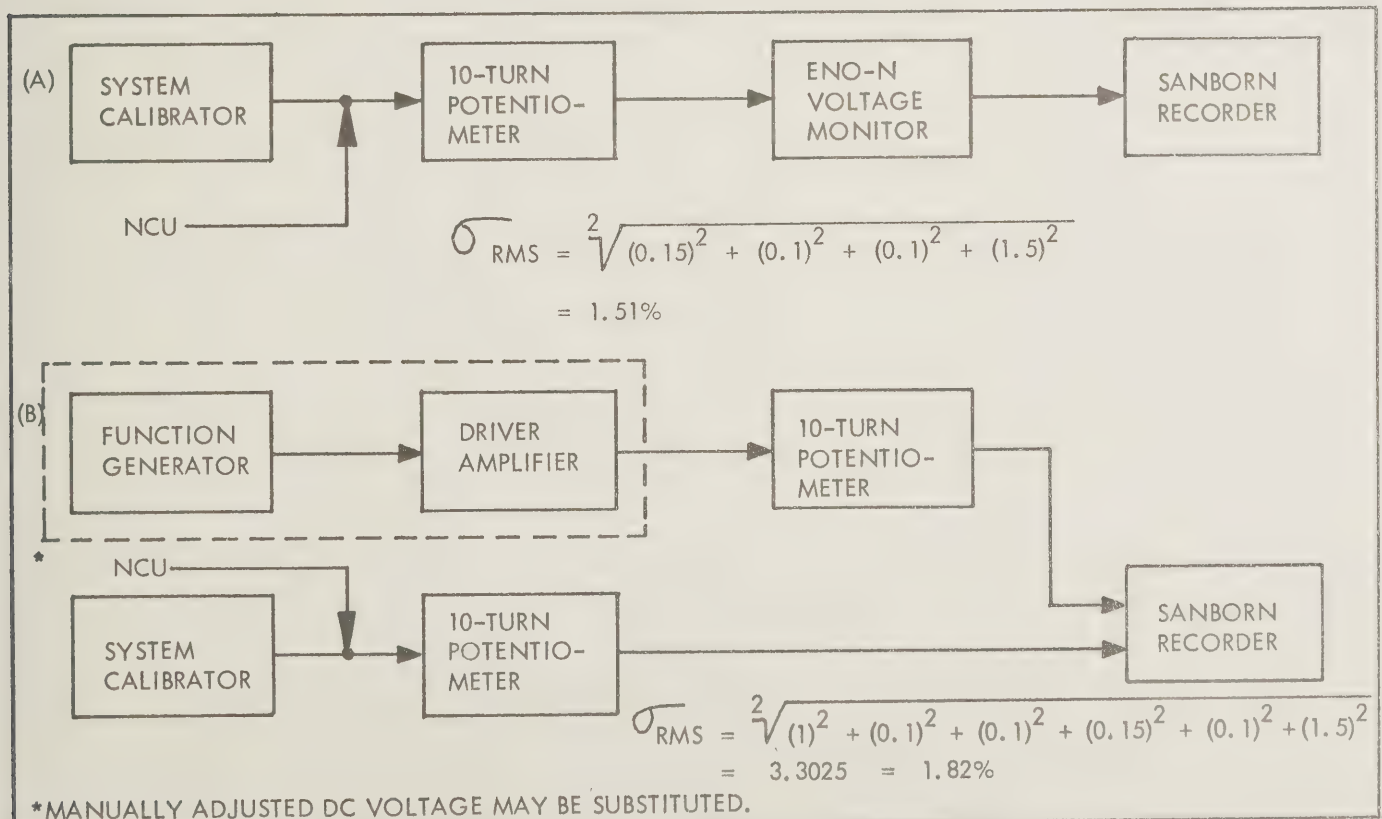 (A)
SYSTEM
CALIBRATOR
10-TURN
POTENTIO-
METER
ENO-N
VOLTAGE
MONITOR
SANBORN
RECORDER
NCU
σ RMS = ²√(0.15)² + (0.1)² + (0.1)² + (1.5)²
= 1.51%
(B)
FUNCTION
GENERATOR
DRIVER
AMPLIFIER
10-TURN
POTENTIO-
METER
*
NCU
SYSTEM
CALIBRATOR
10-TURN
POTENTIO-
METER
SANBORN
RECORDER
σ RMS = ²√(1)² + (0.1)² + (0.1)² + (0.15)² + (0.1)² +(1.5)²
= 3.3025 = 1.82%
*MANUALLY ADJUSTED DC VOLTAGE MAY BE SUBSTITUTED.